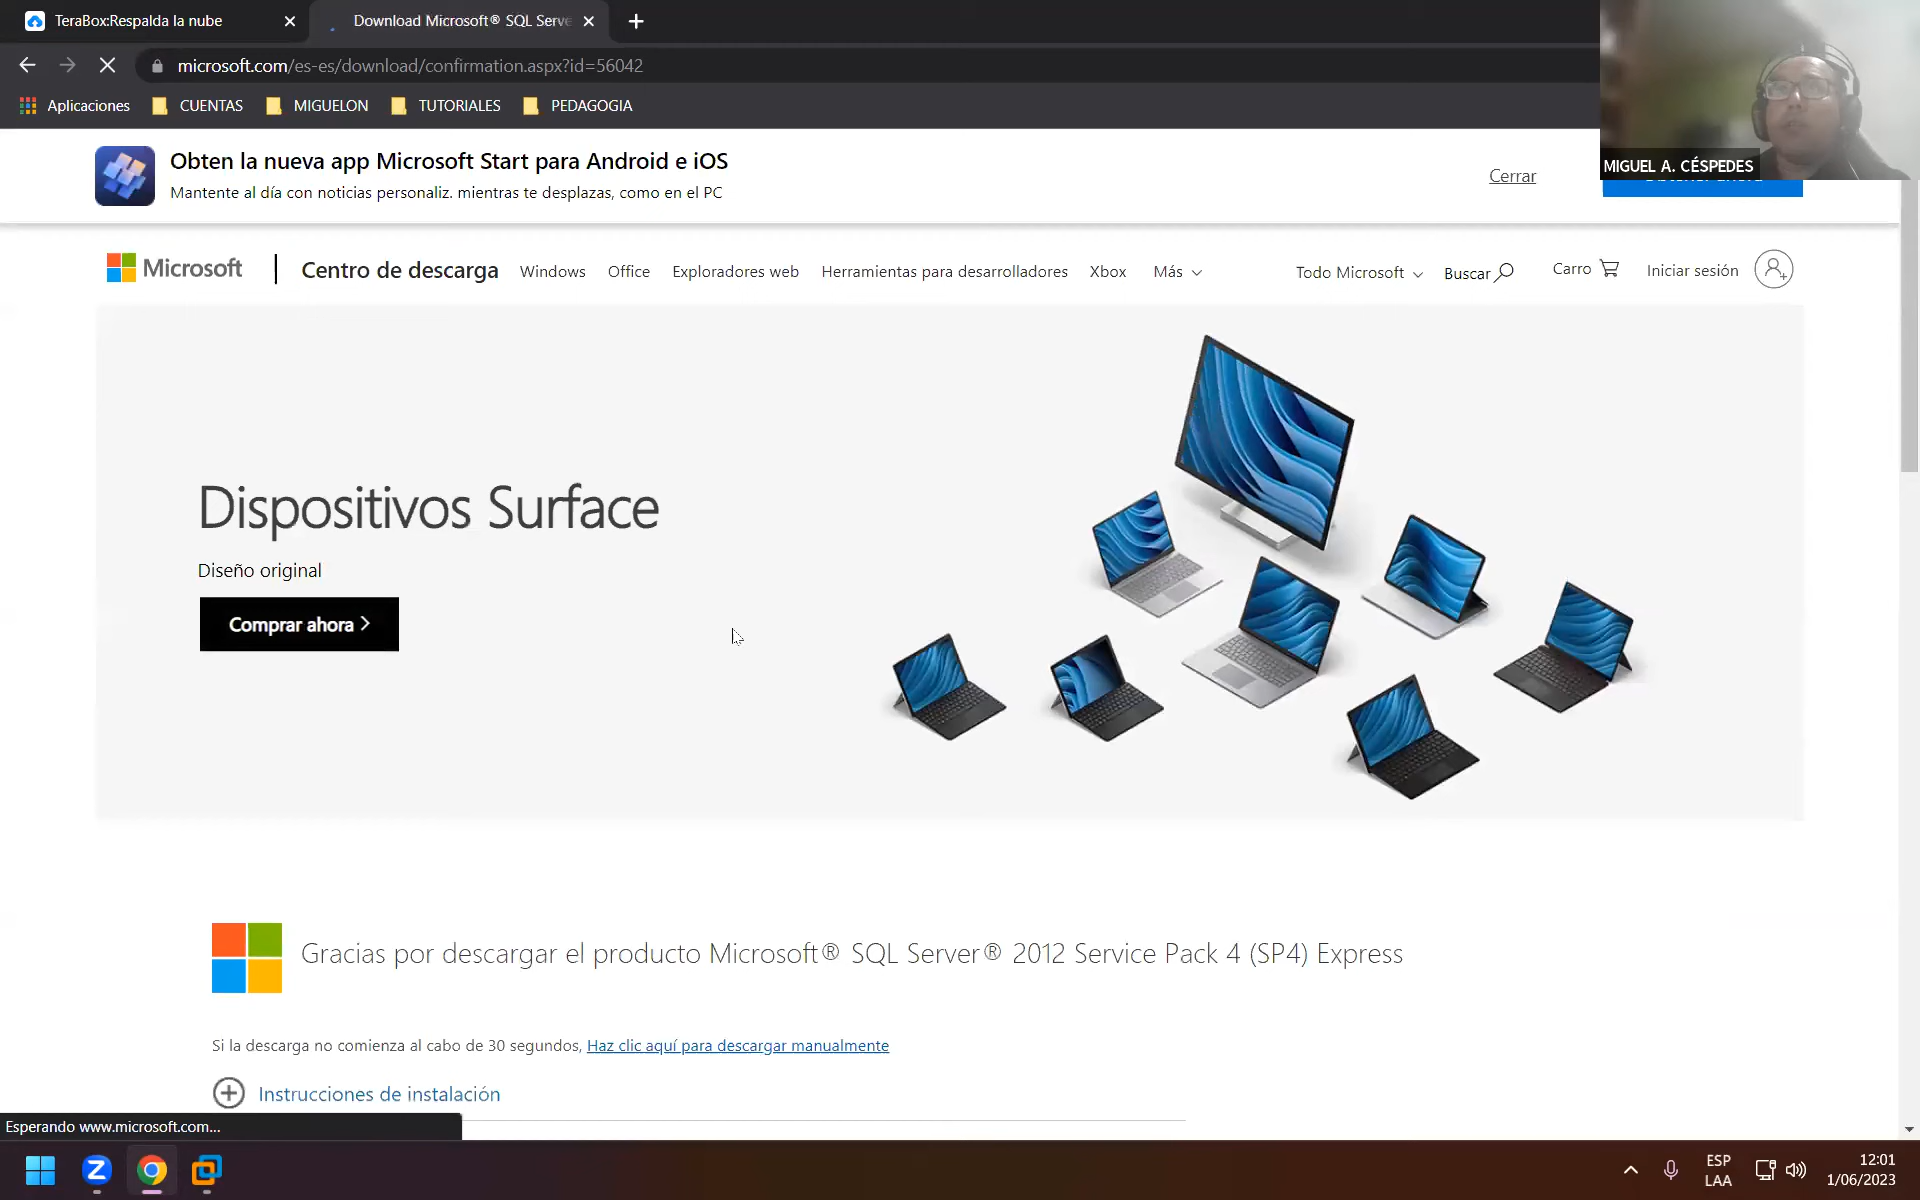 TeraBox:Respalda la nube
Download Microsoft® SQL Serve
microsoft.com/es-es/download/confirmation.aspx?id=56042
Aplicaciones
CUENTAS
MIGUELON
TUTORIALES
PEDAGOGIA
MIGUEL A. CÉSPEDES
Obten la nueva app Microsoft Start para Android e iOS
Mantente al día con noticias personaliz. mientras te desplazas, como en el PC
Cerrar
Microsoft
Centro de descarga
Windows
Office
Exploradores web
Herramientas para desarrolladores
Xbox
Más
Todo Microsoft
Buscar
Carro
Iniciar sesión
Dispositivos Surface
Diseño original
Comprar ahora
Gracias por descargar el producto Microsoft® SQL Server® 2012 Service Pack 4 (SP4) Express
Si la descarga no comienza al cabo de 30 segundos, Haz clic aquí para descargar manualmente
Instrucciones de instalación
Esperando www.microsoft.com...
ESP
LAA
12:01
1/06/2023